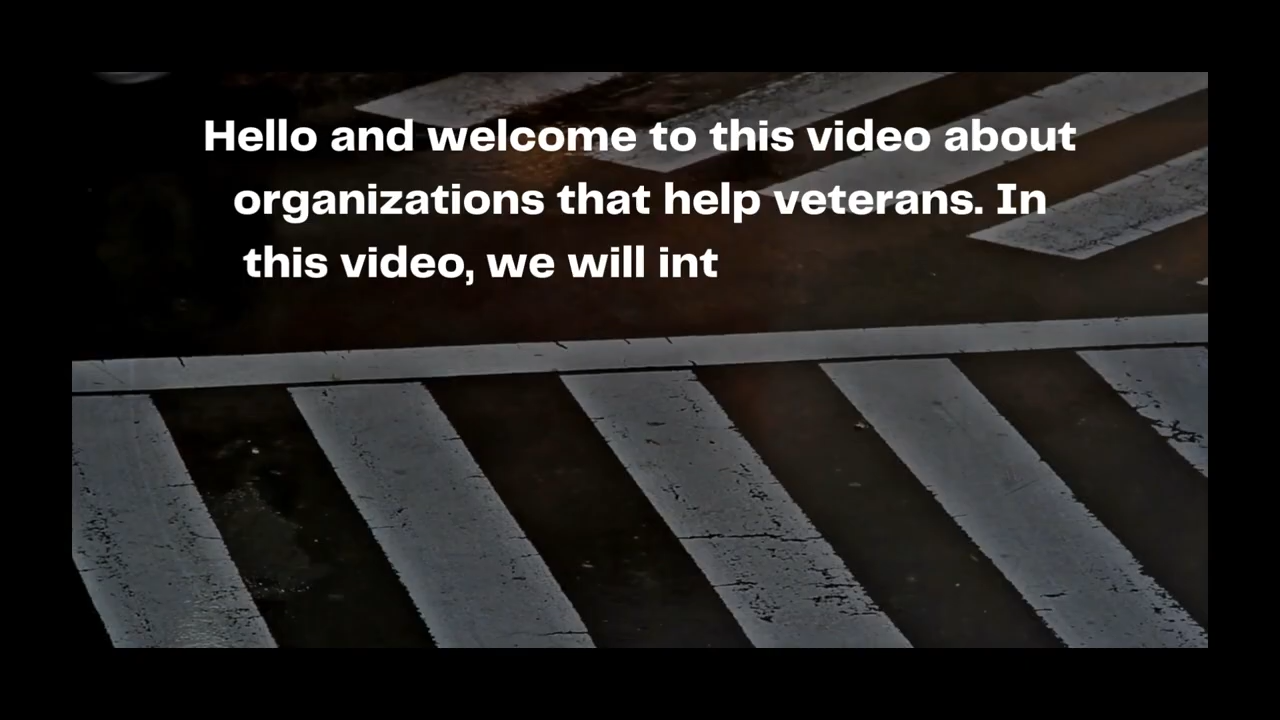 Hello and welcome to this video about
organizations that help veterans. In
this video, we will int